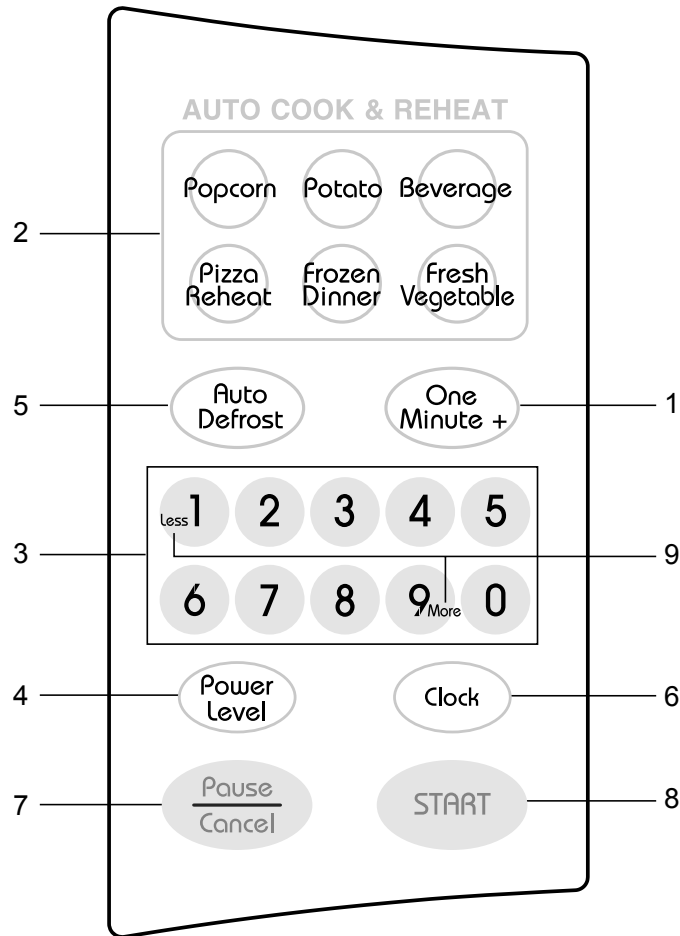 AUTO COOK & REHEAT
Popcorn
Potato
Beverage
2
Pizza
Reheat
Frozen
Dinner
Fresh
Vegetable
5
Auto
Defrost
One
Minute +
1
Less 1 2 3 4 5
3
9
6 7 8 9 More 0
4
Power
Level
Clock
6
7
Pause
Cancel
START
8